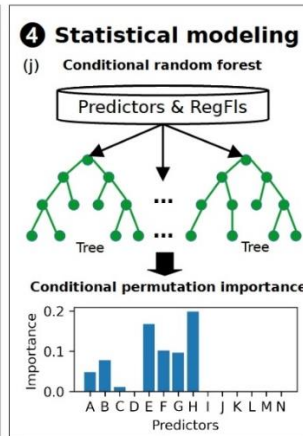 ❹ Statistical modeling
(j) Conditional random forest
Predictors & RegFIs
...
...
Tree Tree
Conditional permutation importance
0.2
0.1
0.0
Importance
A B C D E F G H I J K L M N
Predictors